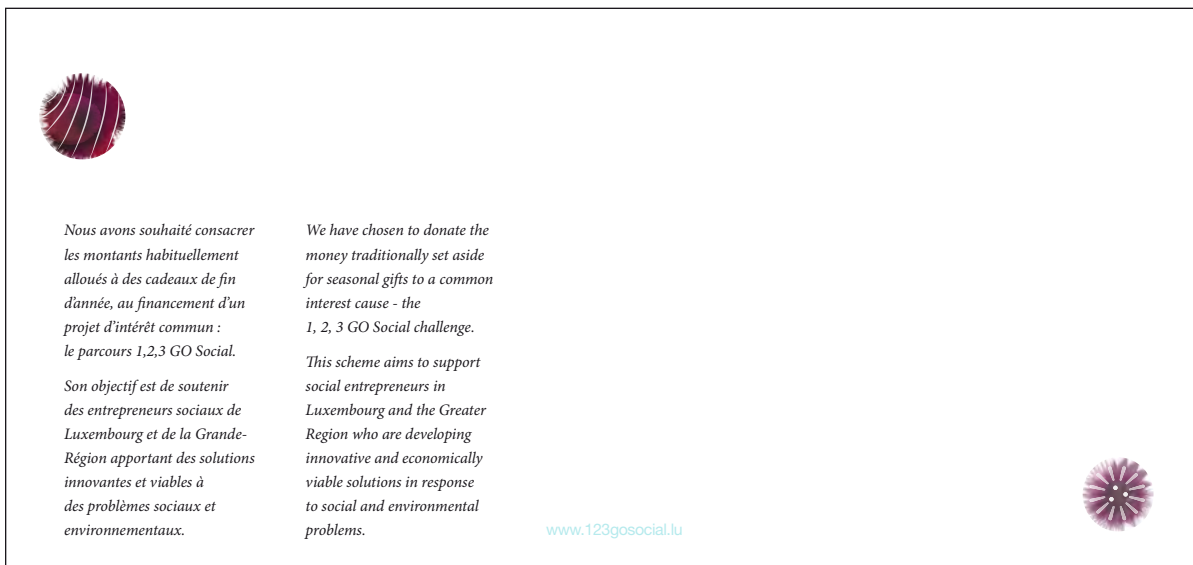 Nous avons souhaité consacrer
les montants habituellement
alloués à des cadeaux de fin
d'année, au financement d'un
projet d'intérêt commun :
le parcours 1,2,3 GO Social.
Son objectif est de soutenir
des entrepreneurs sociaux de
Luxembourg et de la Grande-
Région apportant des solutions
innovantes et viables à
des problèmes sociaux et
environnementaux.
We have chosen to donate the
money traditionally set aside
for seasonal gifts to a common
interest cause - the
1, 2, 3 GO Social challenge.
This scheme aims to support
social entrepreneurs in
Luxembourg and the Greater
Region who are developing
innovative and economically
viable solutions in response
to social and environmental
problems.
www.123gosocial.lu